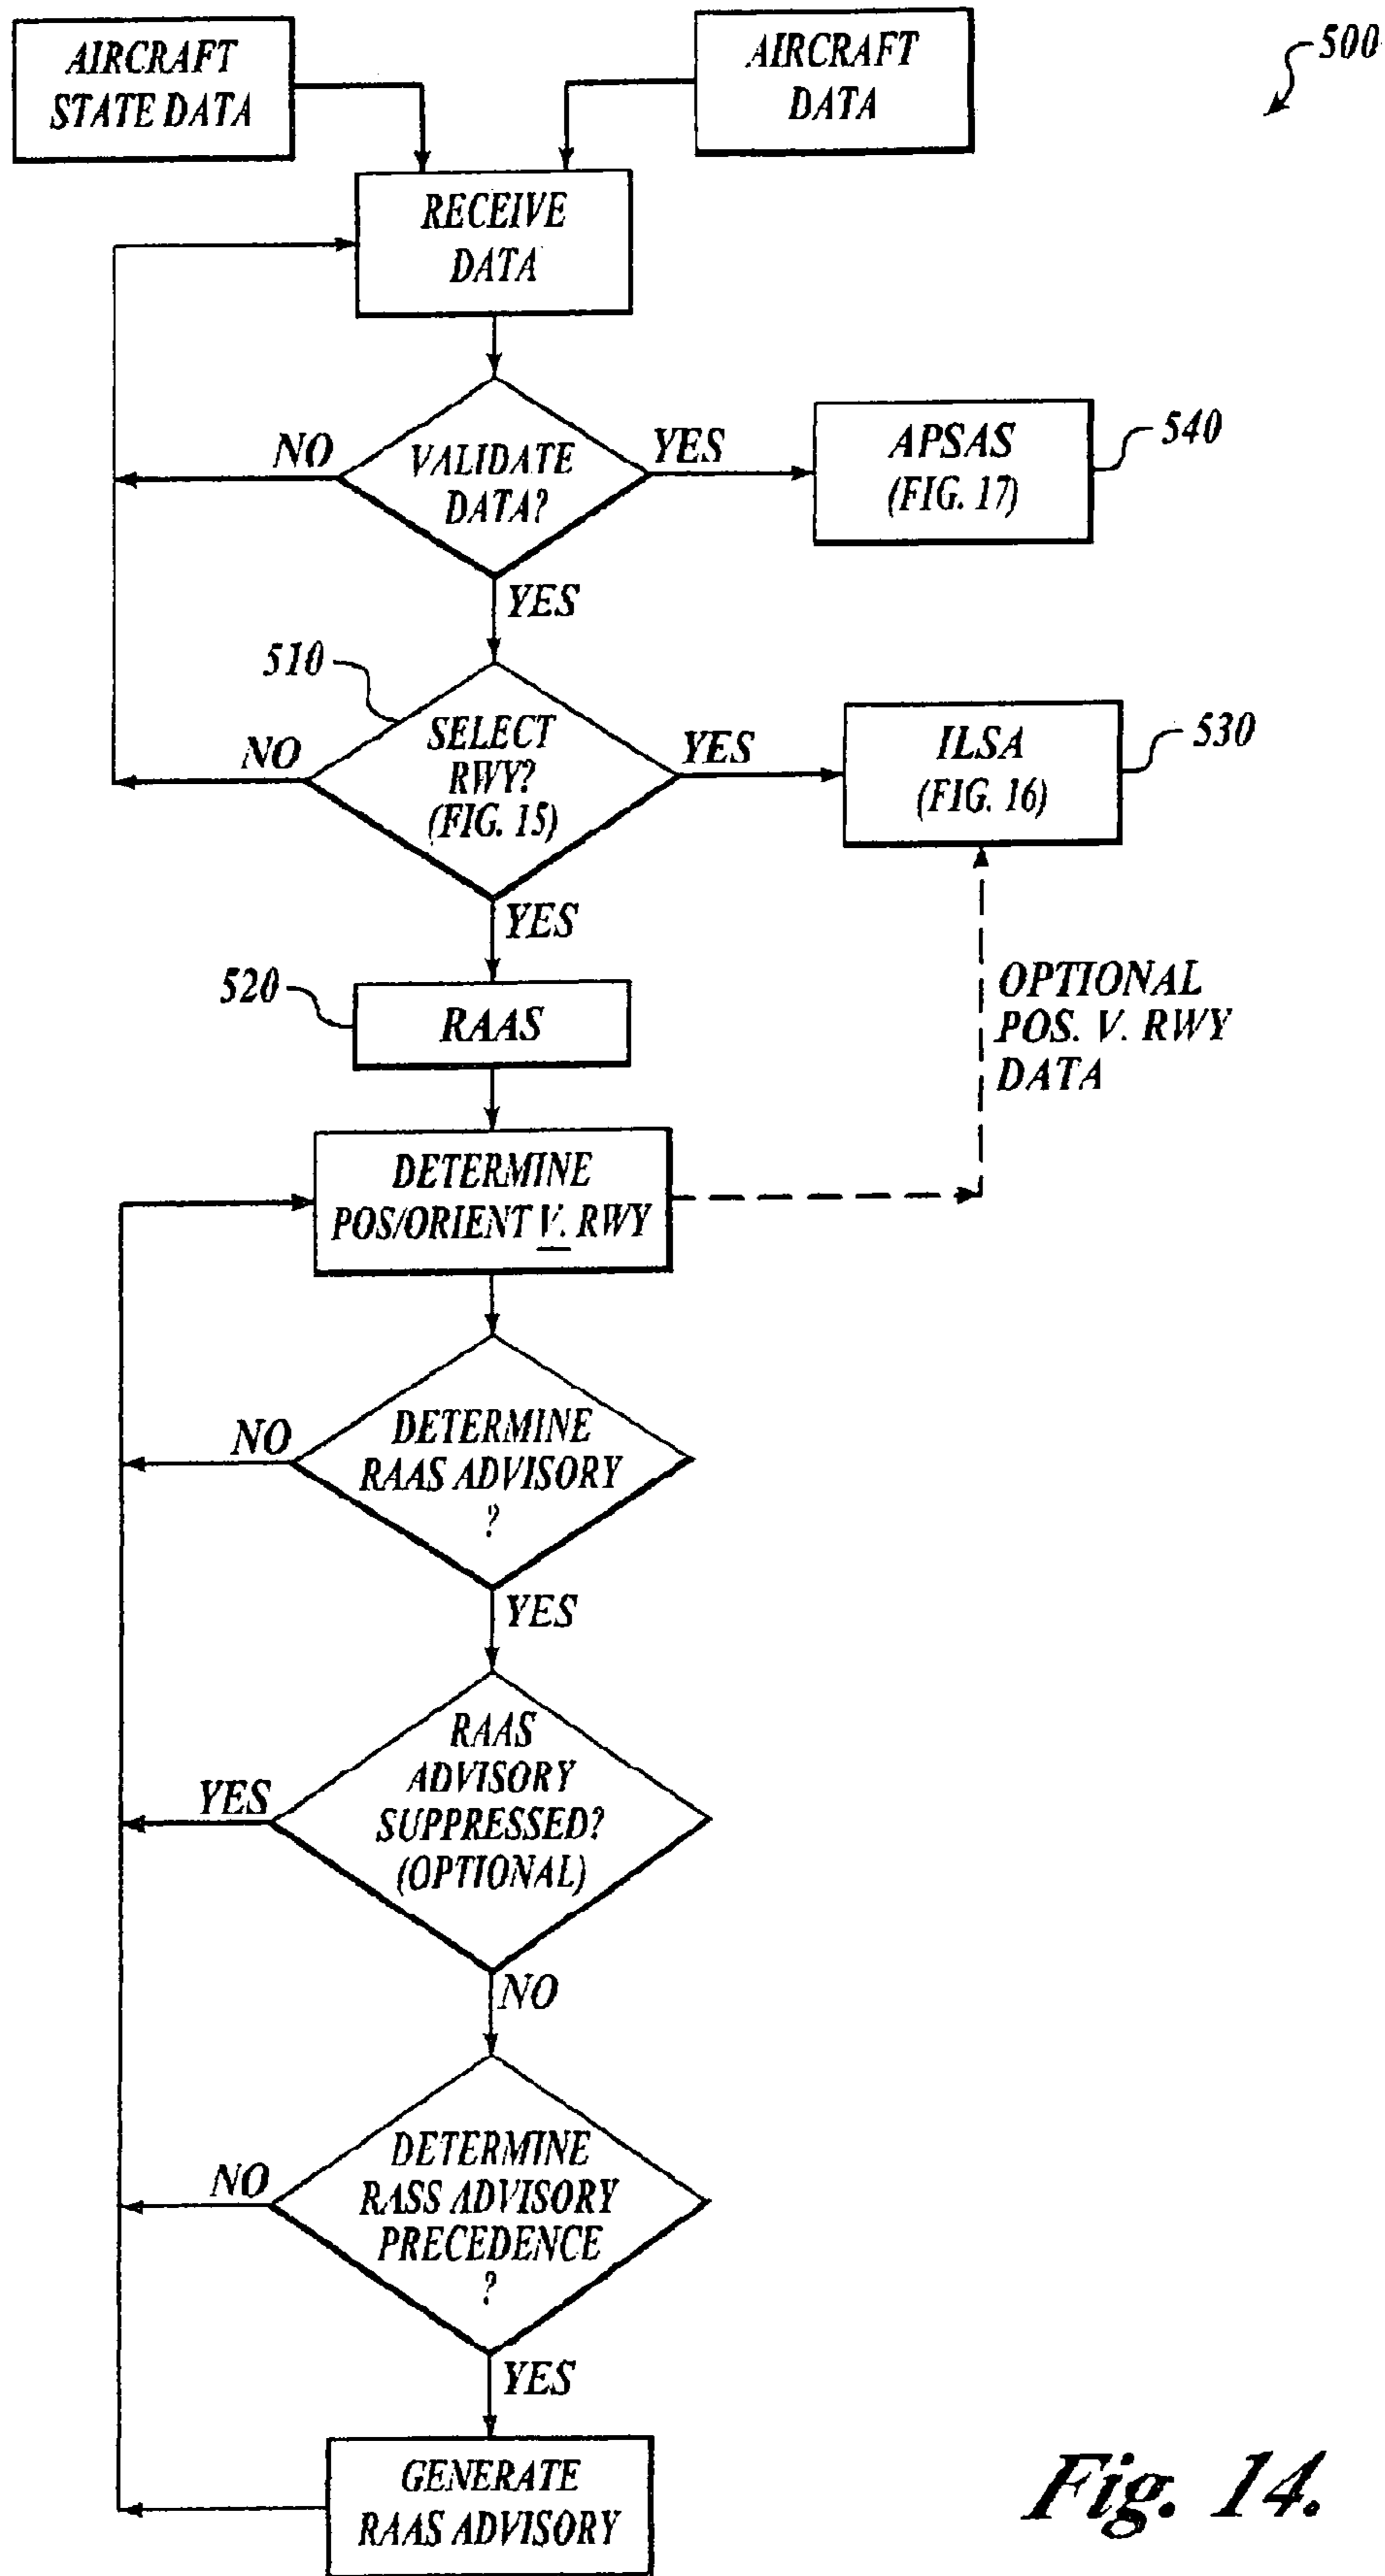 AIRCRAFT
STATE DATA
AIRCRAFT
DATA
500
RECEIVE
DATA
NO
VALIDATE
DATA?
YES
APSAS
(FIG. 17)
540
YES
510
NO
SELECT
RWY?
(FIG. 15)
YES
ILSA
(FIG. 16)
530
YES
520
RAAS
OPTIONAL
POS. V. RWY
DATA
DETERMINE
POS/ORIENT V. RWY
NO
DETERMINE
RAAS ADVISORY
?
YES
YES
RAAS
ADVISORY
SUPPRESSED?
(OPTIONAL)
NO
NO
DETERMINE
RASS ADVISORY
PRECEDENCE
?
YES
GENERATE
RAAS ADVISORY
Fig. 14.